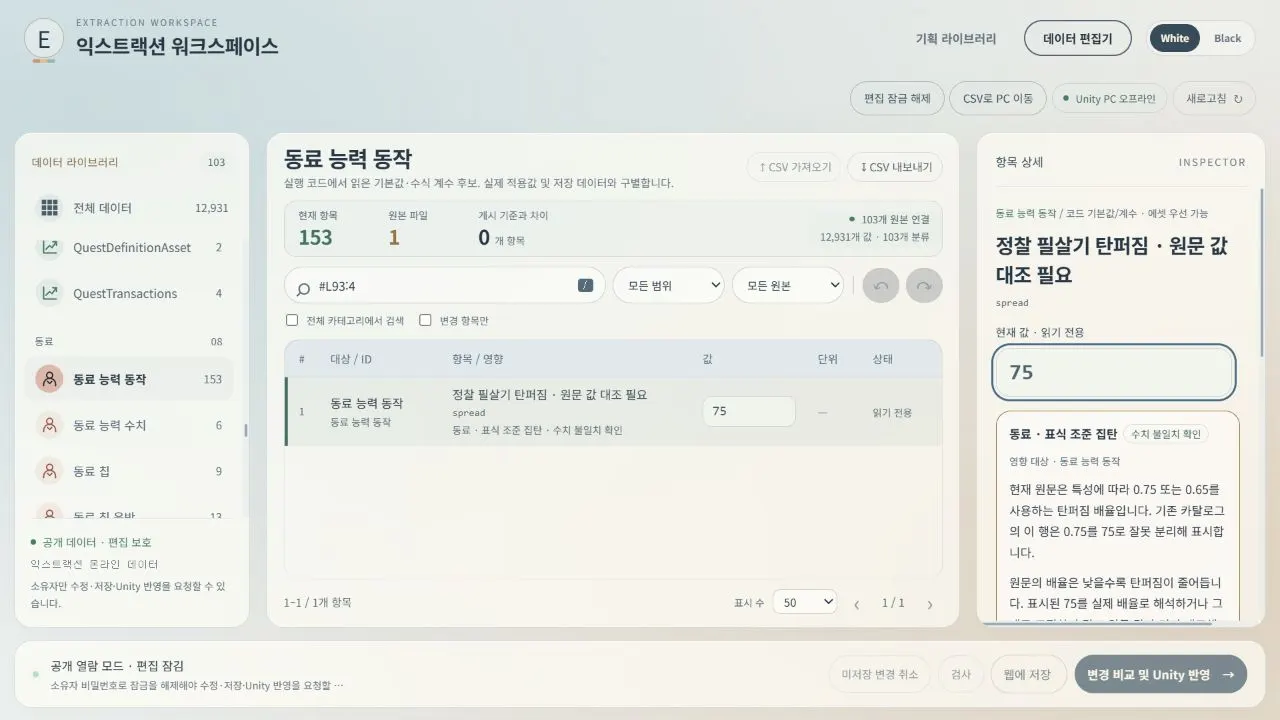 E
EXTRACTION WORKSPACE
익스트랙션 워크스페이스
기획 라이브러리
데이터 편집기
White
Black
편집 잠금 해제
CSV로 PC 이동
Unity PC 오프라인
새로고침 ↻
데이터 라이브러리 103
전체 데이터 12,931
QuestDefinitionAsset 2
QuestTransactions 4
동료 08
동료 능력 동작 153
동료 능력 수치 6
동료 칩 9
공개 데이터 · 편집 보호
익스트랙션 온라인 데이터
소유자만 수정·저장·Unity 반영을 요청할 수 있
습니다.
동료 능력 동작
실행 코드에서 읽은 기본값·수식 계수 후보. 실제 적용값 및 저장 데이터와 구별합니다.
↑ CSV 가져오기
↧ CSV 내보내기
현재 항목
153
원본 파일
1
게시 기준과 차이
0 개 항목
103개 원본 연결
12,931개 값 · 103개 분류
#L93:4
/
모든 범위
모든 원본
전체 카테고리에서 검색
변경 항목만
# 대상 / ID 항목 / 영향 값 단위 상태
1
동료 능력 동작
동료 능력 동작
정찰 필살기 탄퍼짐 · 원문 값 대조 필요
spread
동료 · 표식 조준 집탄 · 수치 불일치 확인
75
—
읽기 전용
1–1 / 1개 항목
표시 수 50
‹ 1 / 1 ›
항목 상세 INSPECTOR
동료 능력 동작 / 코드 기본값/계수 · 에셋 우선 가능
정찰 필살기 탄퍼짐 · 원문 값
대조 필요
spread
현재 값 · 읽기 전용
75
동료 · 표식 조준 집탄 수치 불일치 확인
영향 대상 · 동료 능력 동작
현재 원문은 특성에 따라 0.75 또는 0.65를
사용하는 탄퍼짐 배율입니다. 기존 카탈로그
의 이 행은 0.75를 75로 잘못 분리해 표시합
니다.
원문의 배율은 낮을수록 탄퍼짐이 줄어듭니
다. 표시된 75를 실제 배율로 해석하거나 그
공개 열람 모드 · 편집 잠김
소유자 비밀번호로 잠금을 해제해야 수정·저장·Unity 반영을 요청할 ⋯
미저장 변경 취소
검사
웹에 저장
변경 비교 및 Unity 반영 →